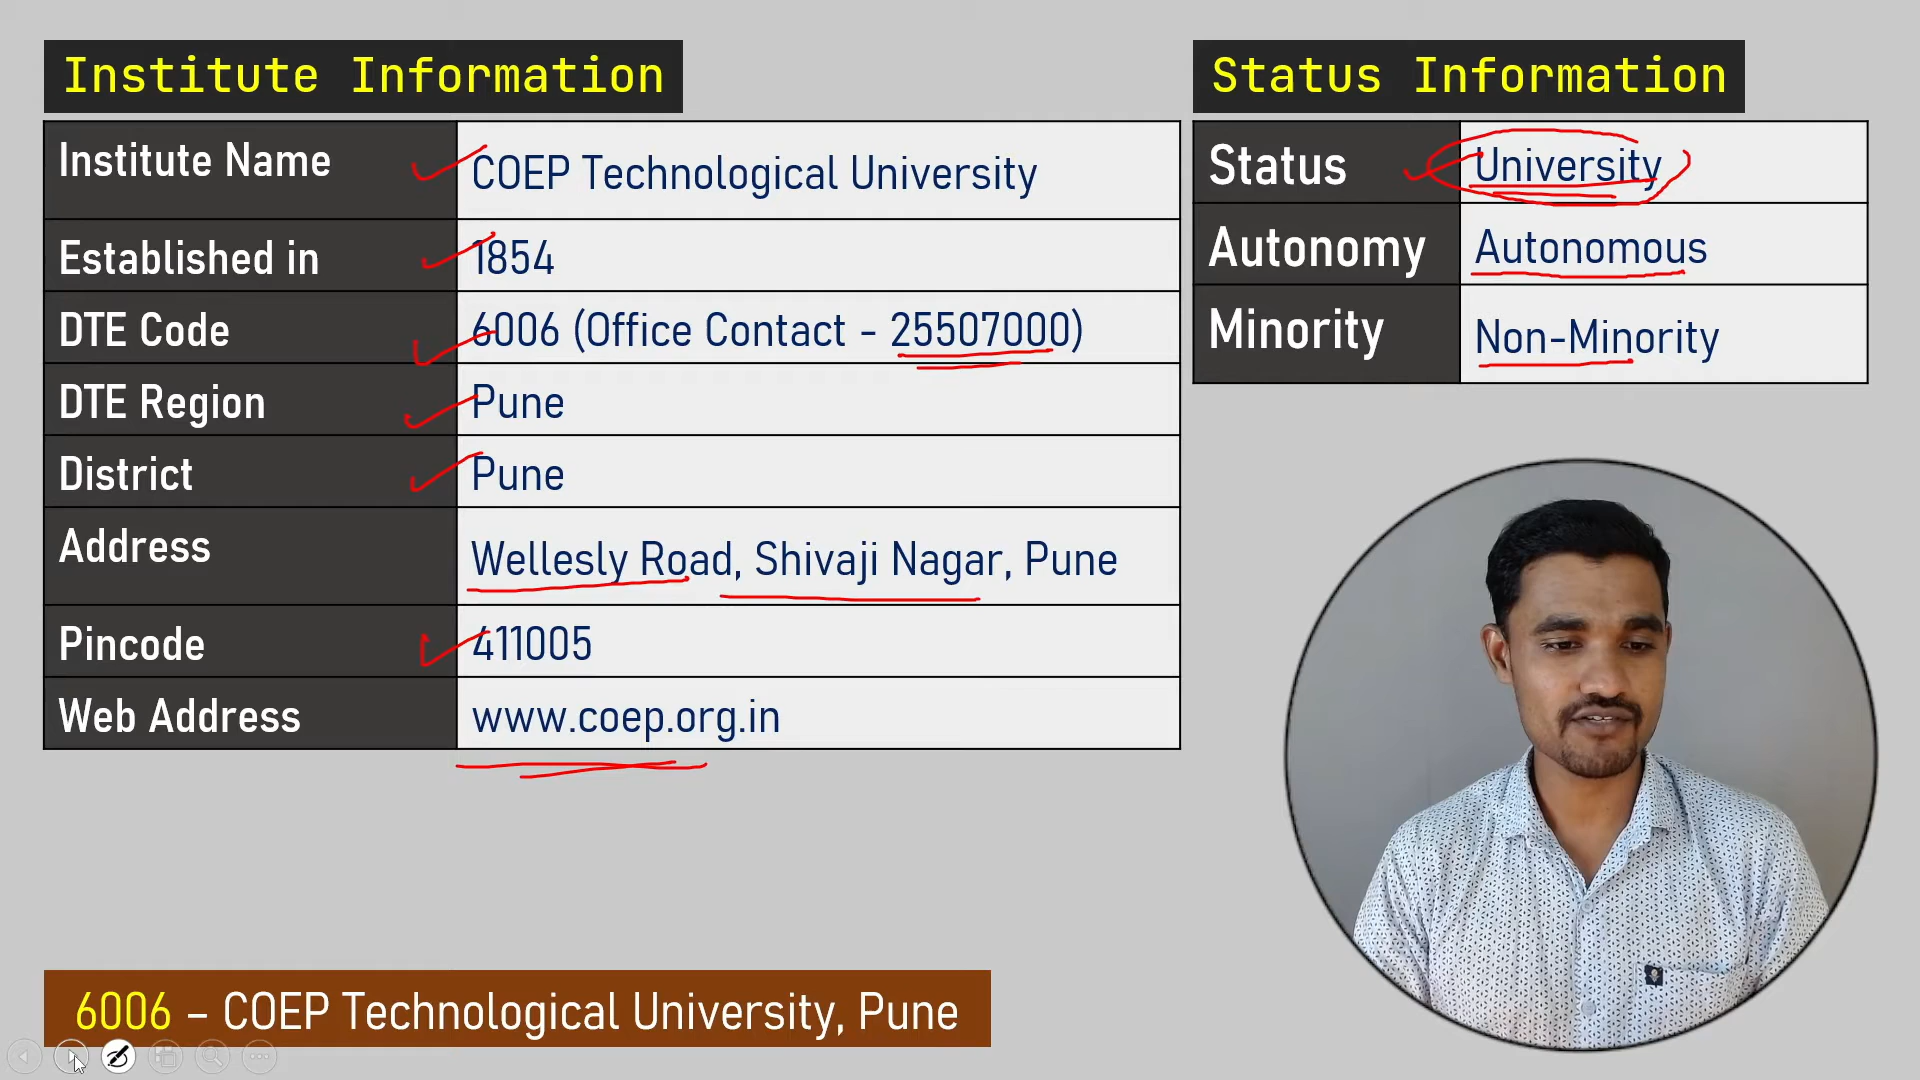 Institute Information
Institute Name COEP Technological University
Established in 1854
DTE Code 6006 (Office Contact - 25507000)
DTE Region Pune
District Pune
Address Wellesly Road, Shivaji Nagar, Pune
Pincode 411005
Web Address www.coep.org.in
Status Information
Status University
Autonomy Autonomous
Minority Non-Minority
6006 – COEP Technological University, Pune